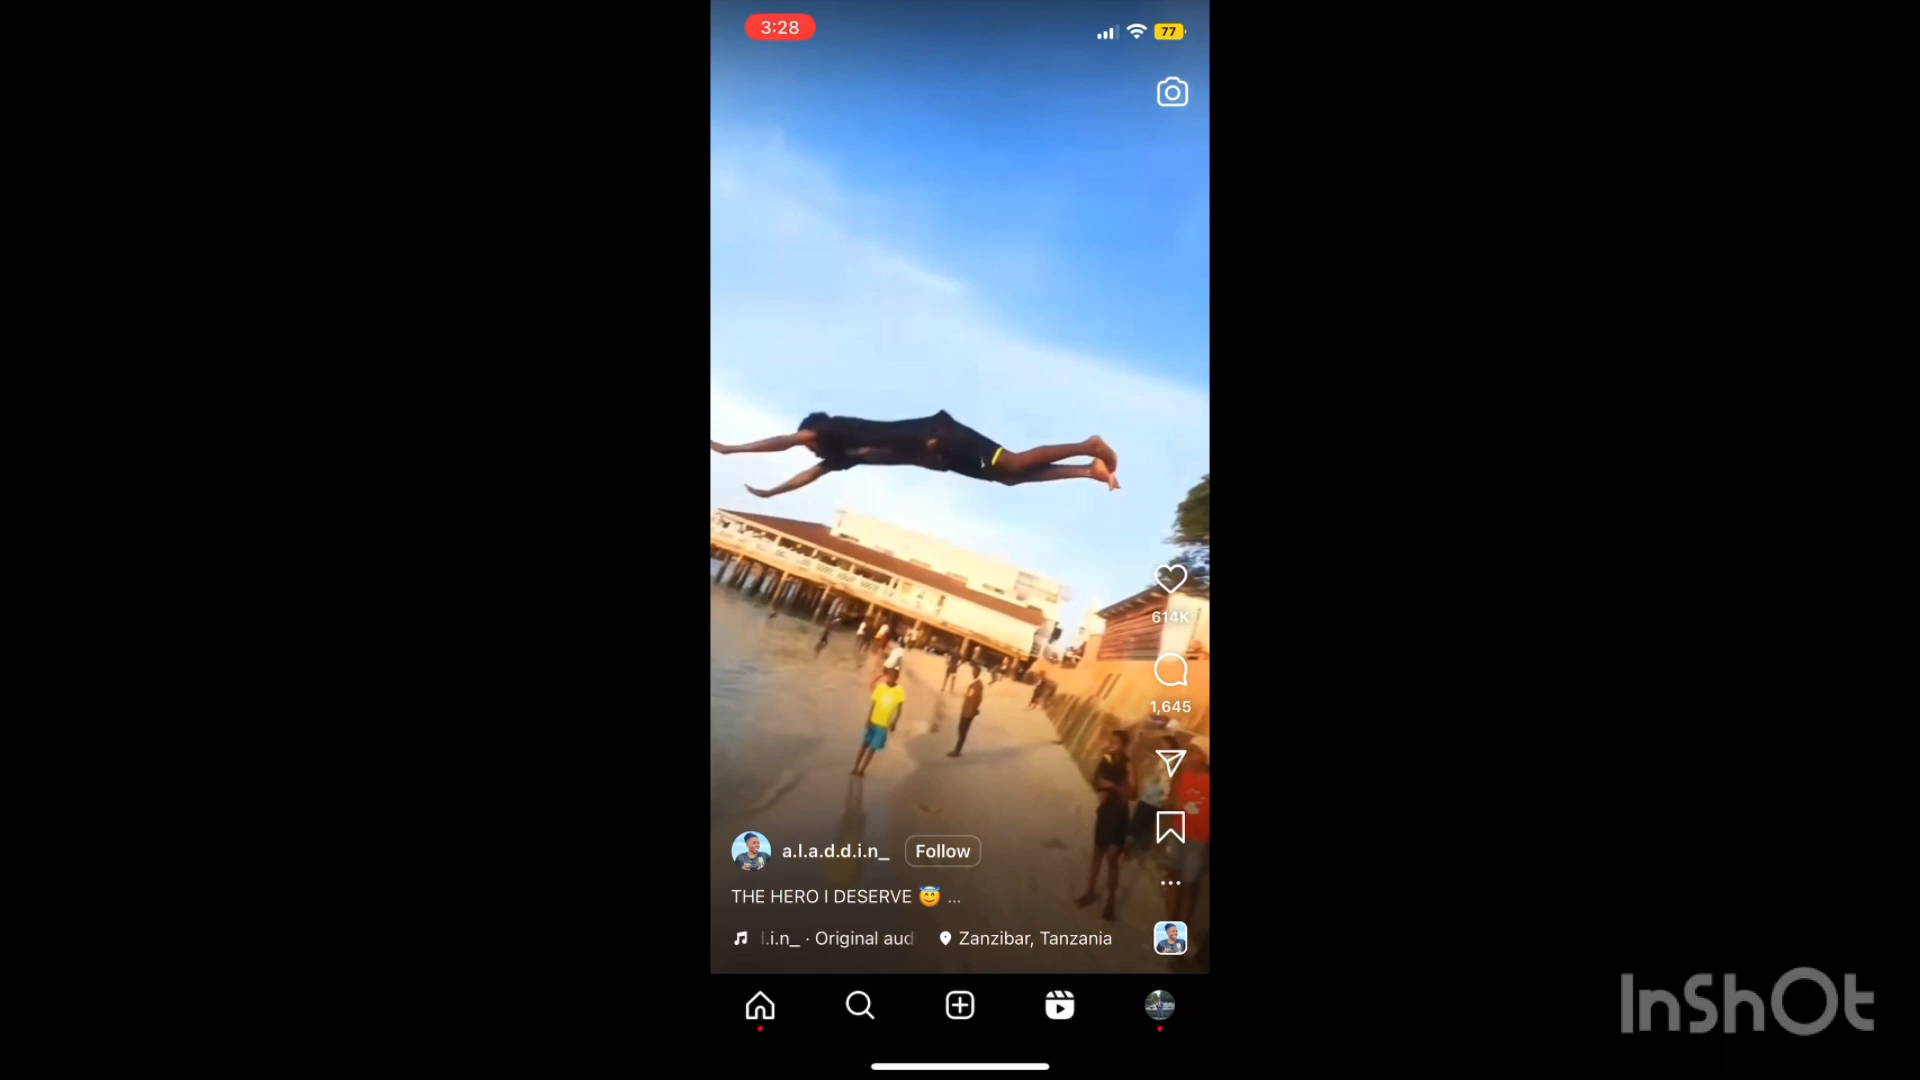 3:28
77
614K
1,645
a.l.a.d.d.i.n_ Follow
THE HERO I DESERVE 😇 ...
.i.n_ · Original aud Zanzibar, Tanzania
InShOt